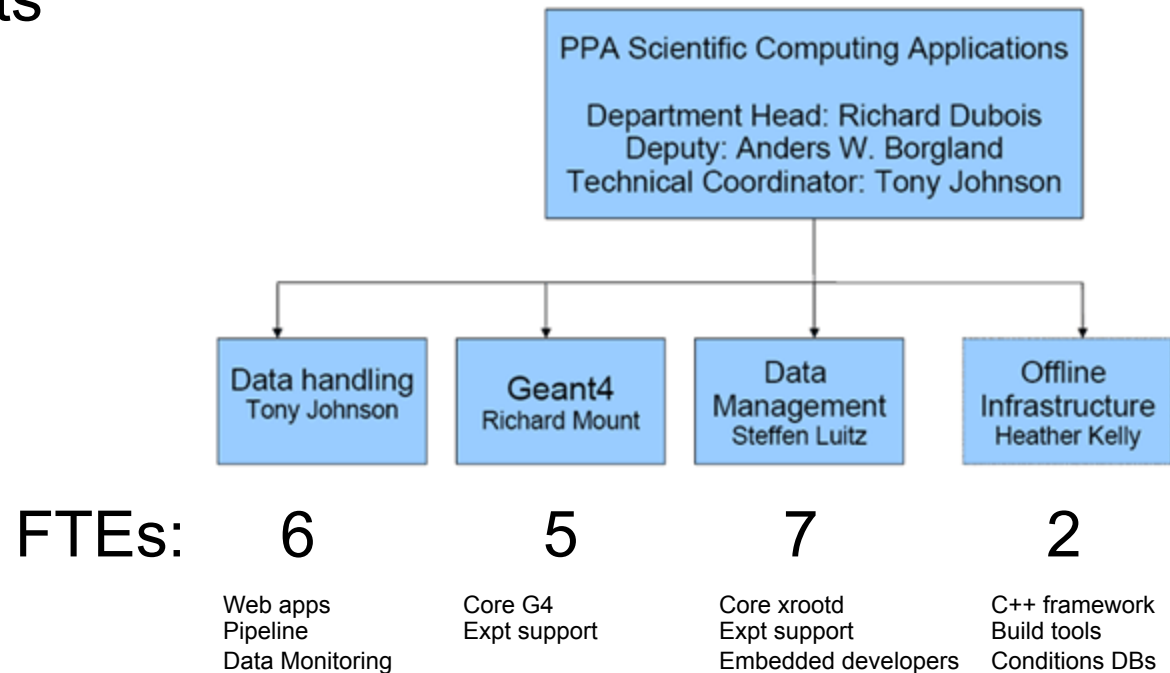 PPA Scientific Computing Applications
Department Head: Richard Dubois
Deputy: Anders W. Borgland
Technical Coordinator: Tony Johnson
Data handling
Tony Johnson
Geant4
Richard Mount
Data
Management
Steffen Luitz
Offline
Infrastructure
Heather Kelly
FTEs: 6 5 7 2
Web apps
Pipeline
Data Monitoring
Core G4
Expt support
Core xrootd
Expt support
Embedded developers
C++ framework
Build tools
Conditions DBs